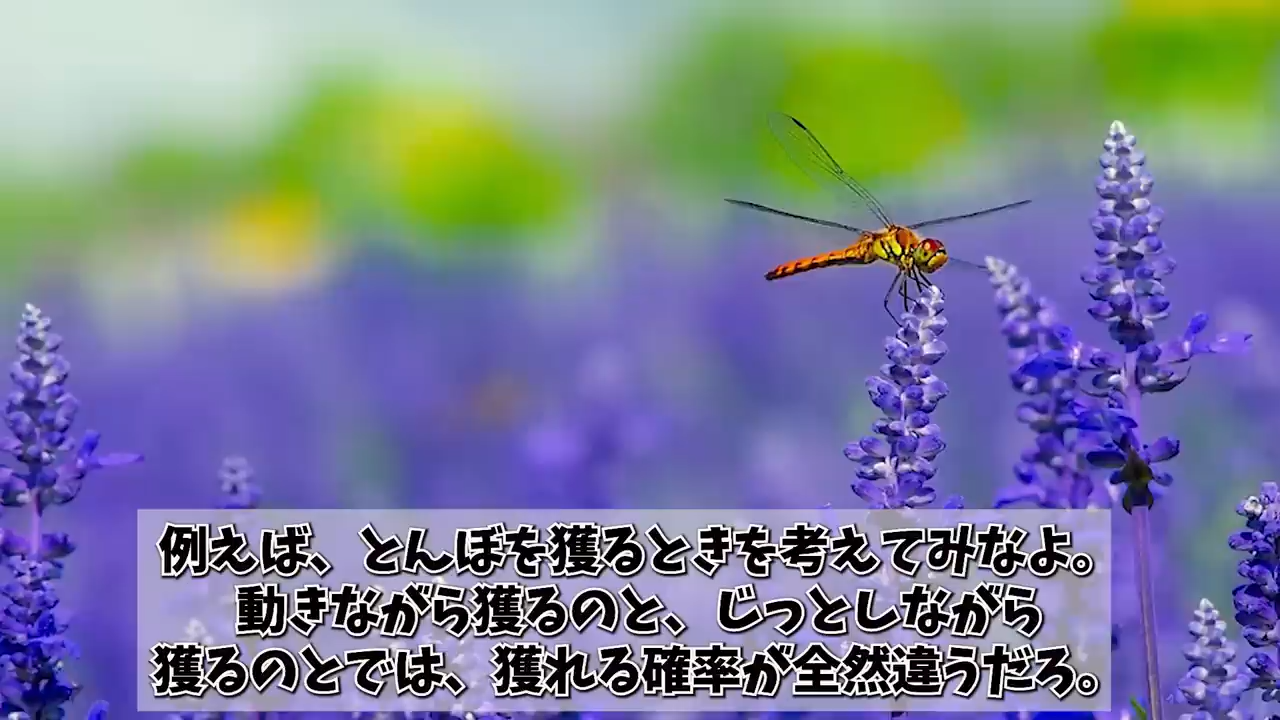 例えば、とんぼを獲るときを考えてみなよ。
動きながら獲るのと、じっとしながら
獲るのとでは、獲れる確率が全然違うだろ。